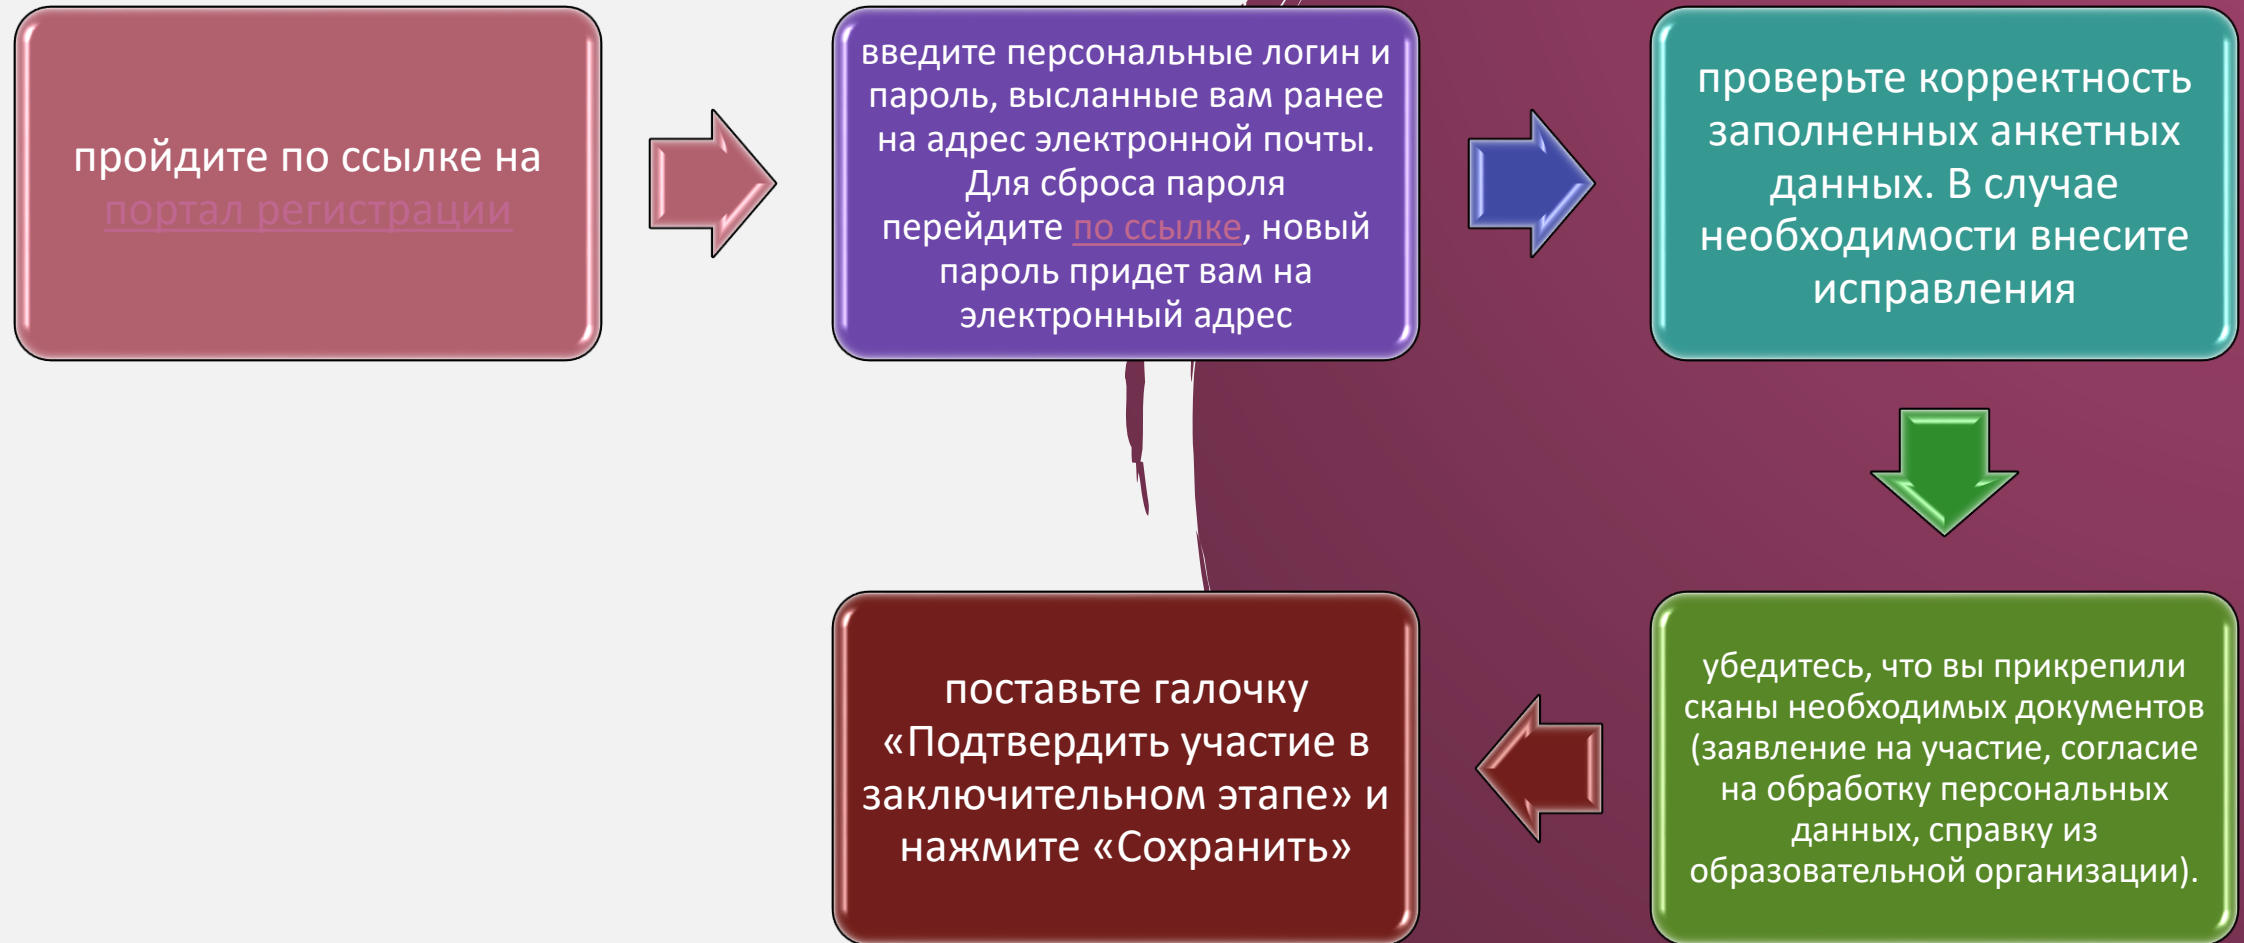 пройдите по ссылке на
портал регистрации
введите персональные логин и
пароль, высланные вам ранее
на адрес электронной почты.
Для сброса пароля
перейдите по ссылке, новый
пароль придет вам на
электронный адрес
проверьте корректность
заполненных анкетных
данных. В случае
необходимости внесите
исправления
убедитесь, что вы прикрепили
сканы необходимых документов
(заявление на участие, согласие
на обработку персональных
данных, справку из
образовательной организации).
поставьте галочку
«Подтвердить участие в
заключительном этапе» и
нажмите «Сохранить»